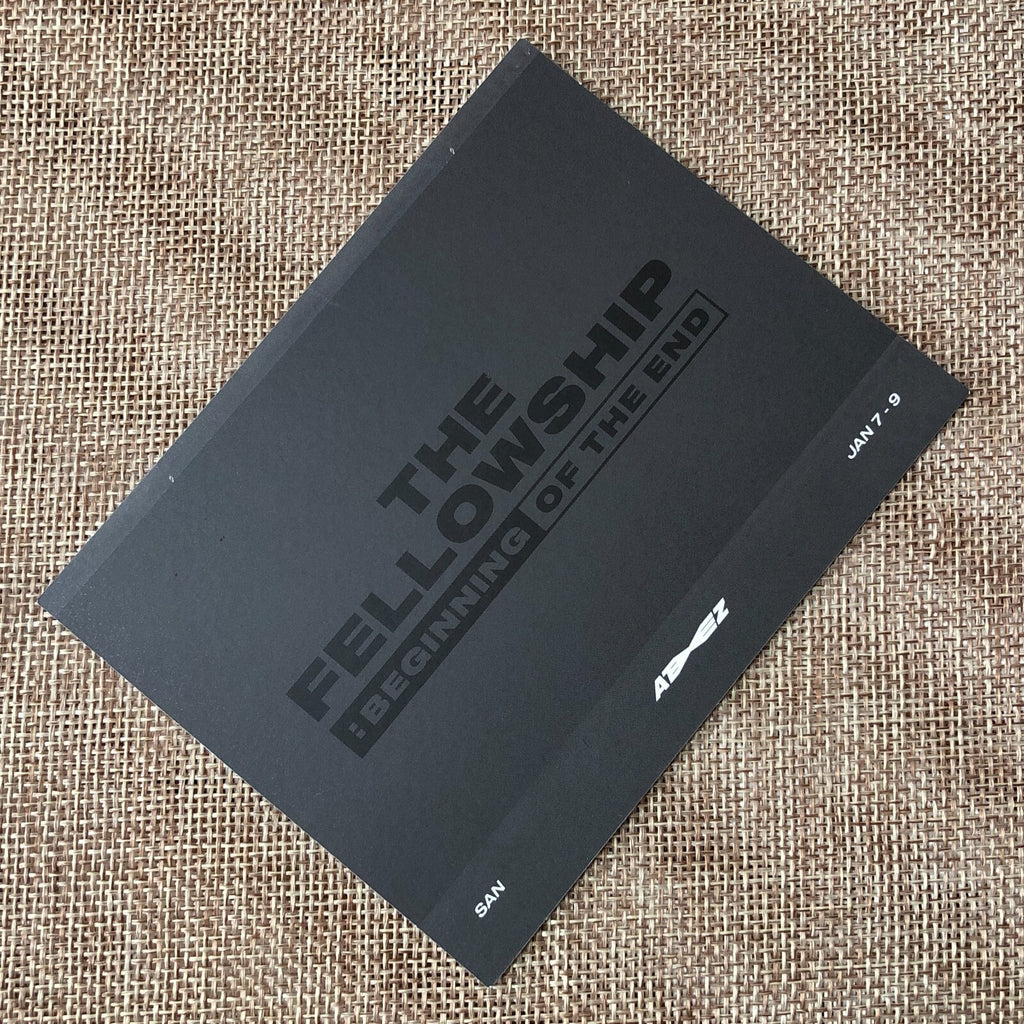 THE
FELLOWSHIP
:BEGINNING OF THE END
SAN
ATEEZ
JAN 7 - 9